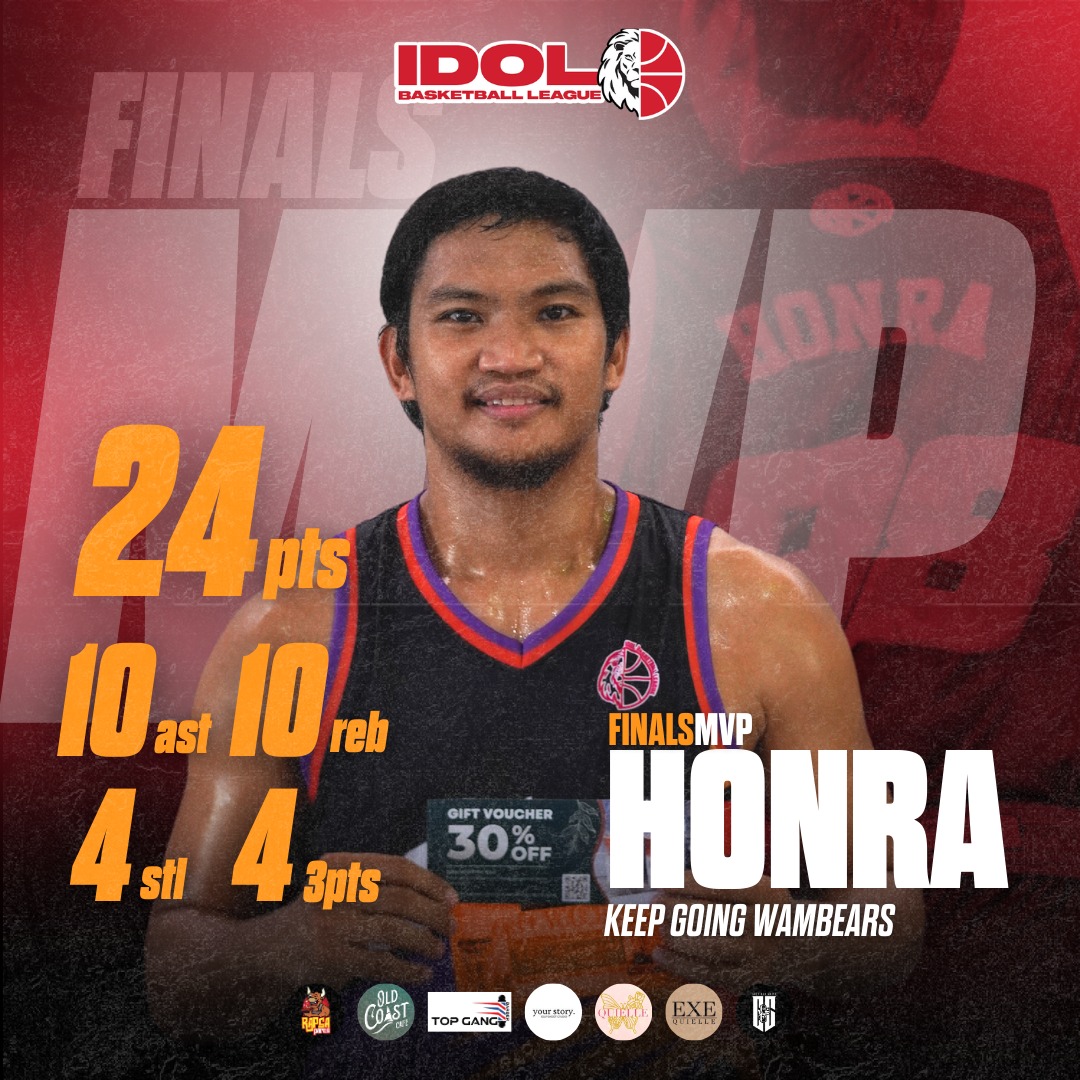 IDOL
BASKETBALL LEAGUE
FINALS
MVP
HONRA
24 pts
10 ast 10 reb
4 stl 4 3pts
GIFT VOUCHER
30% OFF
FINALSMVP
HONRA
KEEP GOING WAMBEARS
OLD COAST CAFE
TOP GANG
your story.
QUIELLE
EXE
QUIELLE